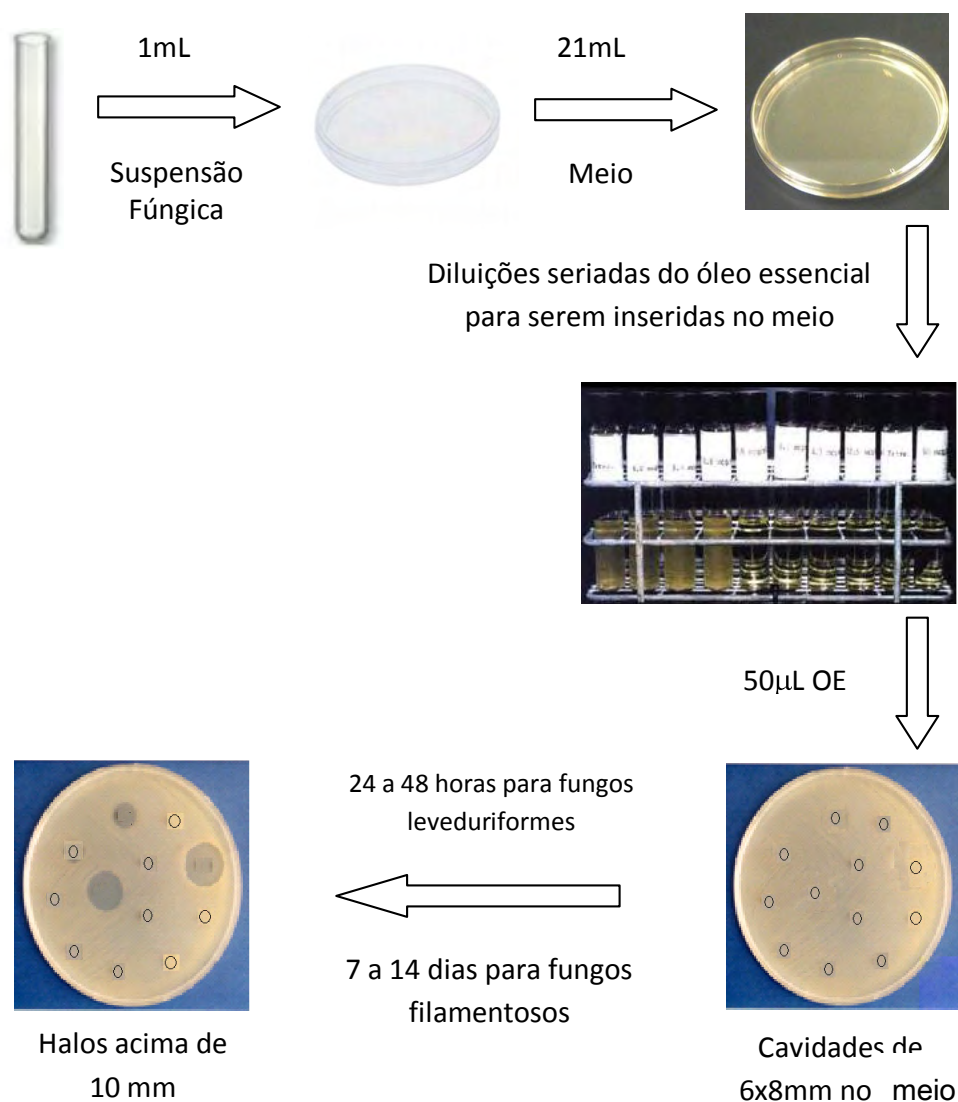 1mL
Suspensão
Fúngica
21mL
Meio
Diluições seriadas do óleo essencial
para serem inseridas no meio
50µL OE
24 a 48 horas para fungos
leveduriformes
7 a 14 dias para fungos
filamentosos
Halos acima de
10 mm
Cavidades de
6x8mm no meio